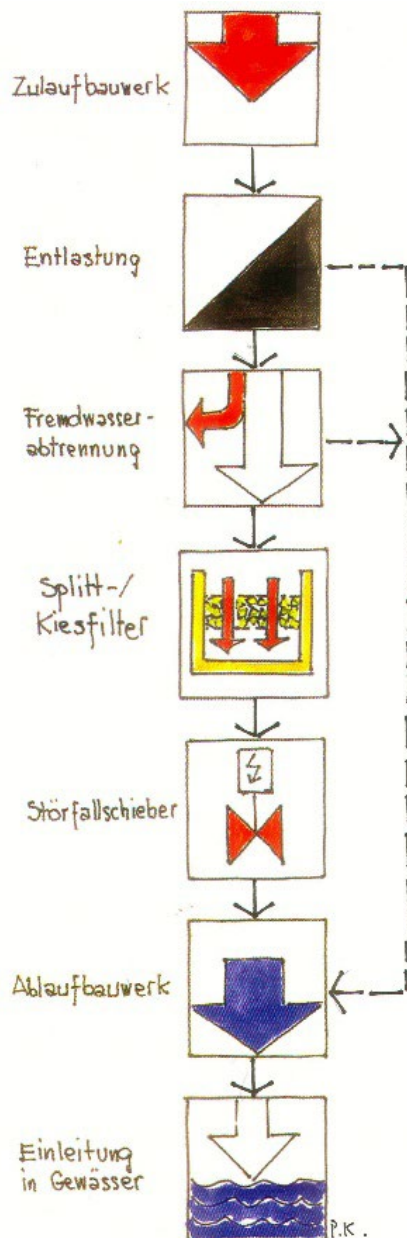 Zulaufbauwerk
Entlastung
Fremdwasser-
abtrennung
Splitt-/
Kiesfilter
Störfallschieber
Ablaufbauwerk
Einleitung
in Gewässer
P.K.